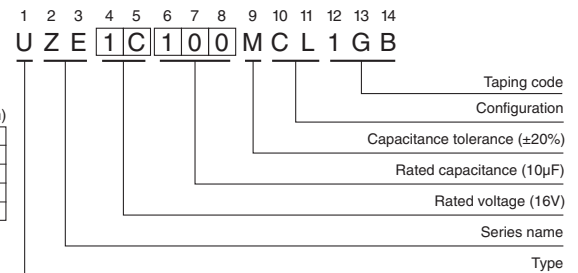 1 2 3 4 5 6 7 8 9 10 11 12 13 14
U Z E 1 C 1 0 0 M C L 1 G B
Taping code
Configuration
Capacitance tolerance (±20%)
Rated capacitance (10µF)
Rated voltage (16V)
Series name
Type